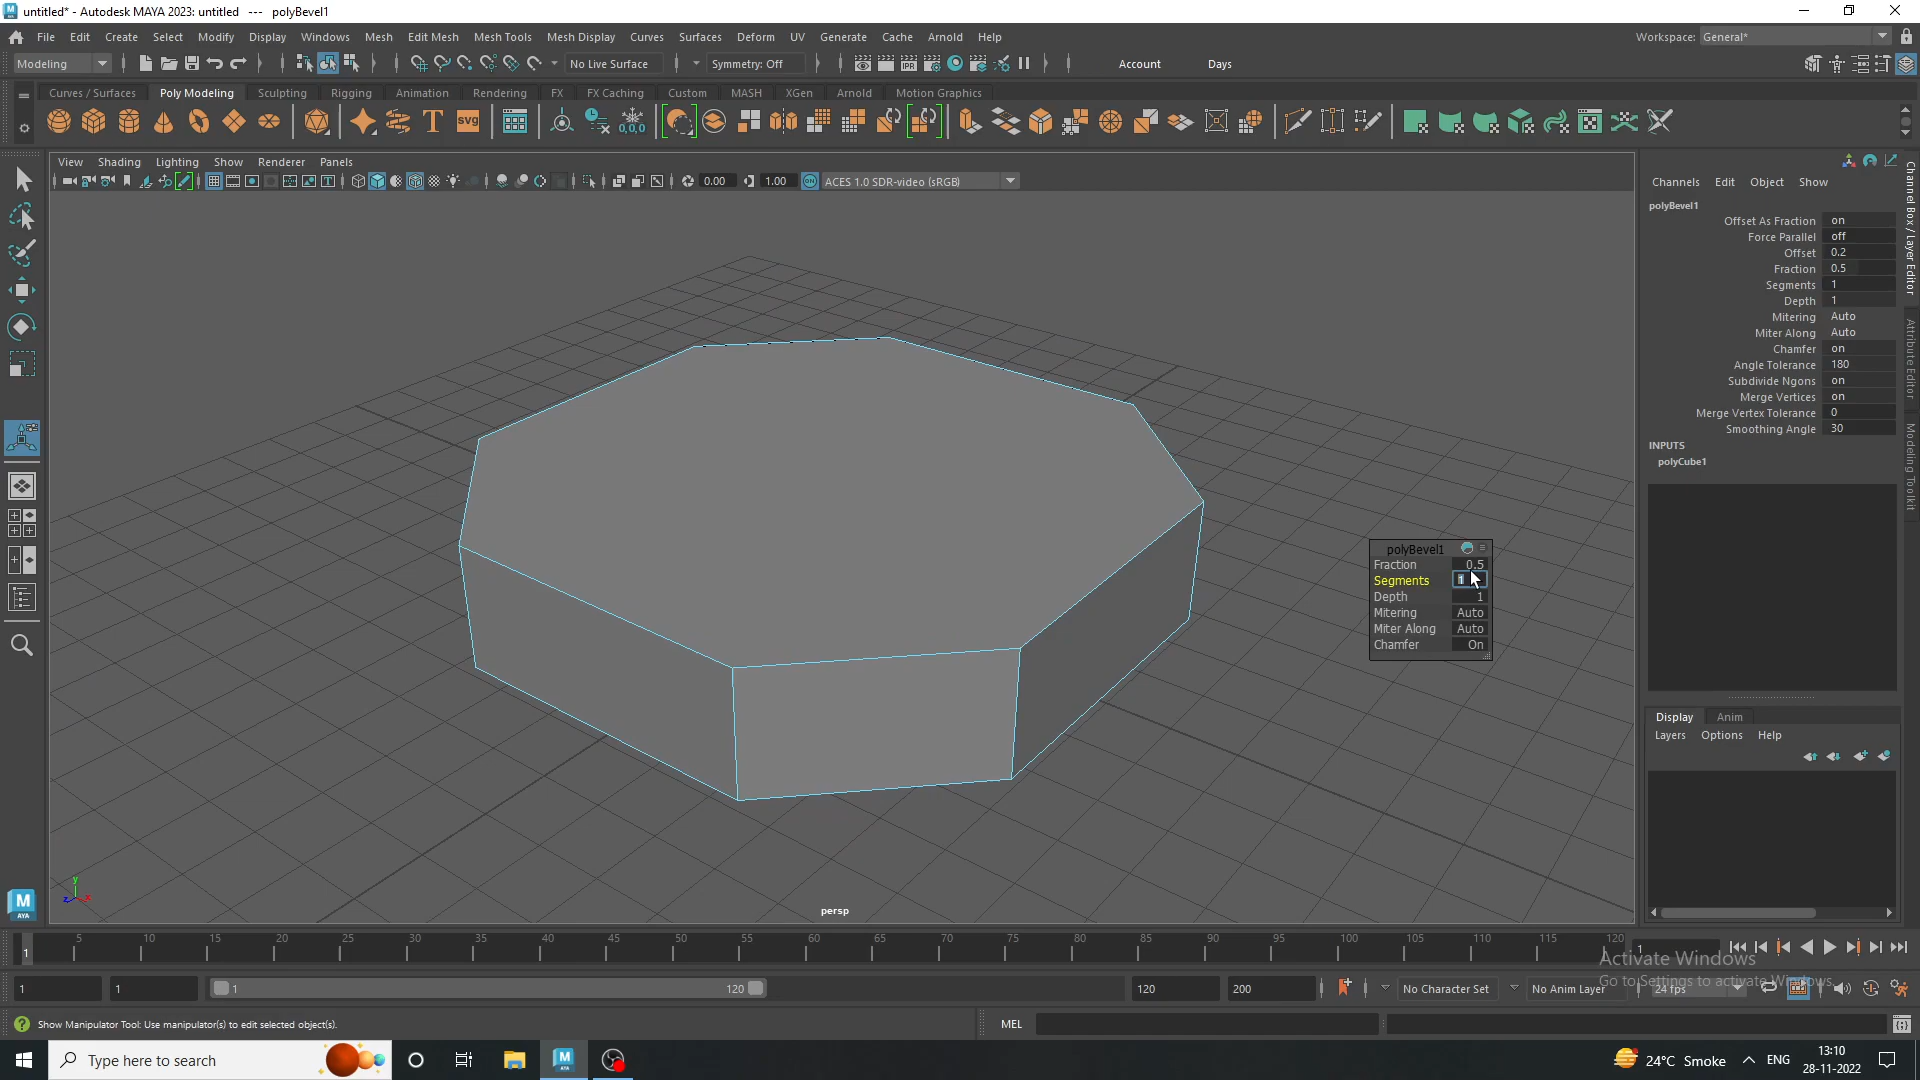 untitled* - Autodesk MAYA 2023: untitled --- polyBevel1
File Edit Create Select Modify Display Windows Mesh Edit Mesh Mesh Tools Mesh Display Curves Surfaces Deform UV Generate Cache Arnold Help
Workspace: General*
Modeling
No Live Surface
Symmetry: Off
Account
Days
Curves / Surfaces Poly Modeling Sculpting Rigging Animation Rendering FX FX Caching Custom MASH XGen Arnold Motion Graphics
View Shading Lighting Show Renderer Panels
0.00
1.00
ACES 1.0 SDR-video (sRGB)
Channels Edit Object Show
polyBevel1
Offset As Fraction on
Force Parallel off
Offset 0.2
Fraction 0.5
Segments 1
Depth 1
Mitering Auto
Miter Along Auto
Chamfer on
Angle Tolerance 180
Subdivide Ngons on
Merge Vertices on
Merge Vertex Tolerance 0
Smoothing Angle 30
INPUTS
polyCube1
Channel Box / Layer Editor
Attribute Editor
Modeling Toolkit
polyBevel1
Fraction 0.5
Segments 1
Depth 1
Mitering Auto
Miter Along Auto
Chamfer On
persp
Display Anim
Layers Options Help
1 5 10 15 20 25 30 35 40 45 50 55 60 65 70 75 80 85 90 95 100 105 110 115 120
1
Activate Windows
Go to Settings to activate Windows.
1
1
1
120
120
200
No Character Set
No Anim Layer
24 fps
Show Manipulator Tool: Use manipulator(s) to edit selected object(s).
MEL
Type here to search
24°C Smoke
ENG
13:10
28-11-2022